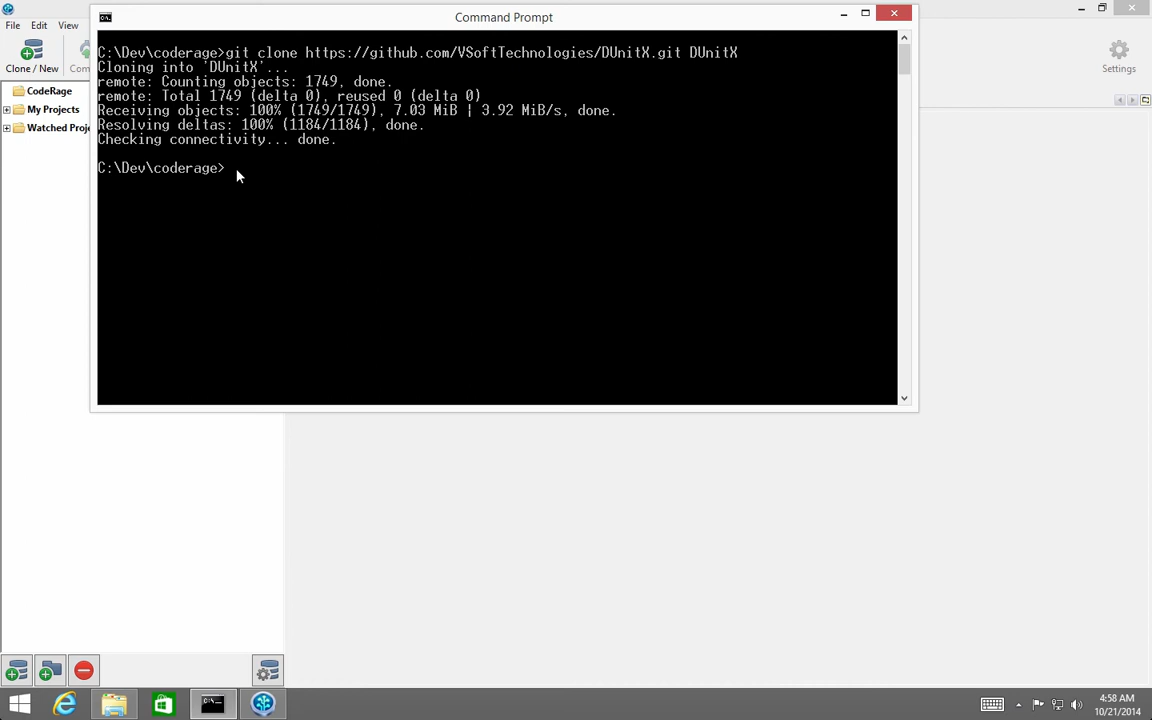 Command Prompt
File Edit View
C:\Dev\coderage>git clone https://github.com/VSoftTechnologies/DUnitX.git DUnitX
Cloning into 'DUnitX'...
remote: Counting objects: 1749, done.
remote: Total 1749 (delta 0), reused 0 (delta 0)
Receiving objects: 100% (1749/1749), 7.03 MiB | 3.92 MiB/s, done.
Resolving deltas: 100% (1184/1184), done.
Checking connectivity... done.
C:\Dev\coderage>
Clone / New
Com
Settings
CodeRage
My Projects
Watched Proj
4:58 AM
10/21/2014